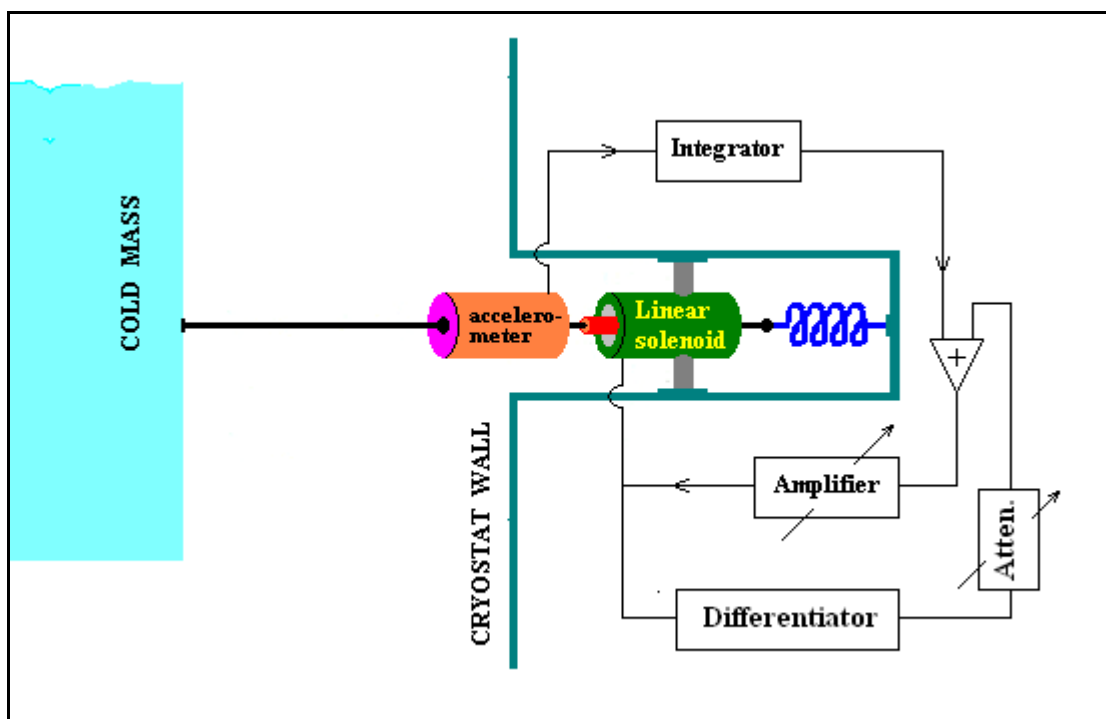 Integrator
COLD MASS
accelero-
meter
Linear
solenoid
+
CRYOSTAT WALL
Amplifier
Atten.
Differentiator